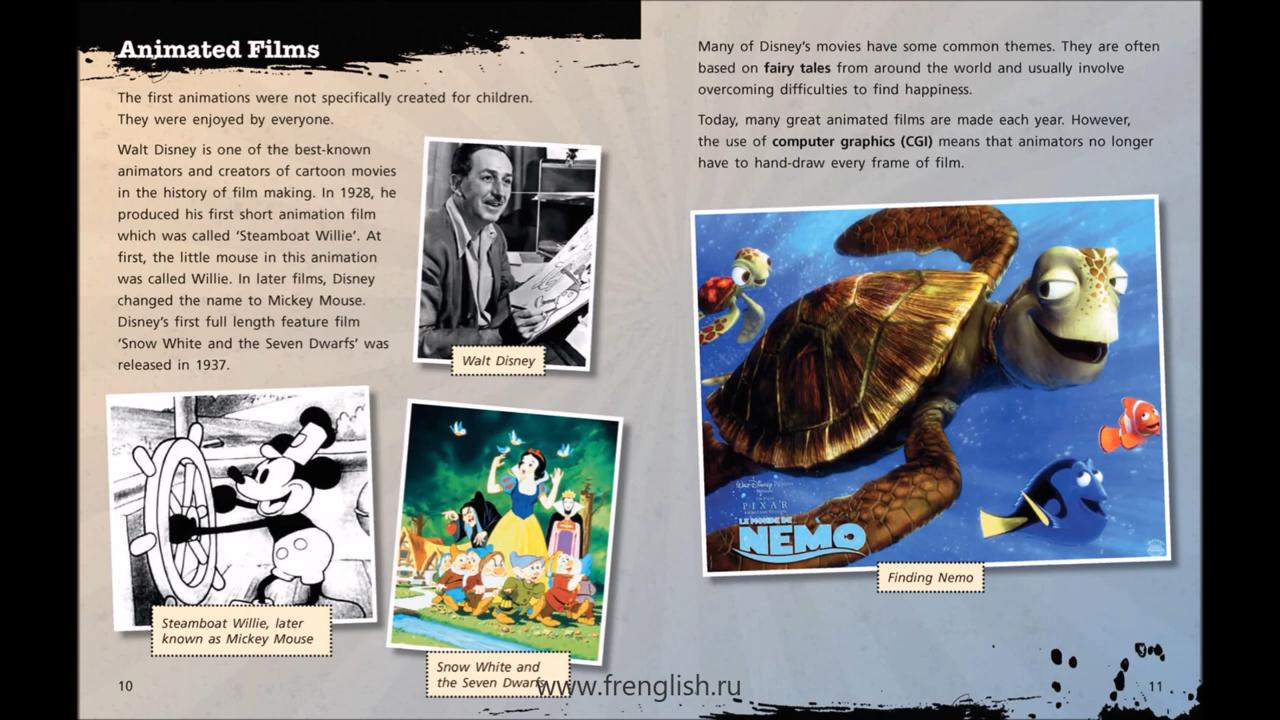 Animated Films
The first animations were not specifically created for children.
They were enjoyed by everyone.
Walt Disney is one of the best-known
animators and creators of cartoon movies
in the history of film making. In 1928, he
produced his first short animation film
which was called ‘Steamboat Willie’. At
first, the little mouse in this animation
was called Willie. In later films, Disney
changed the name to Mickey Mouse.
Disney’s first full length feature film
‘Snow White and the Seven Dwarfs’ was
released in 1937.
Walt Disney
Steamboat Willie, later
known as Mickey Mouse
Snow White and
the Seven Dwarfs
10
Many of Disney’s movies have some common themes. They are often
based on fairy tales from around the world and usually involve
overcoming difficulties to find happiness.
Today, many great animated films are made each year. However,
the use of computer graphics (CGI) means that animators no longer
have to hand-draw every frame of film.
Walt Disney Pictures
PIXAR
LE MONDE DE
NEMO
Finding Nemo
11
www.frenglish.ru